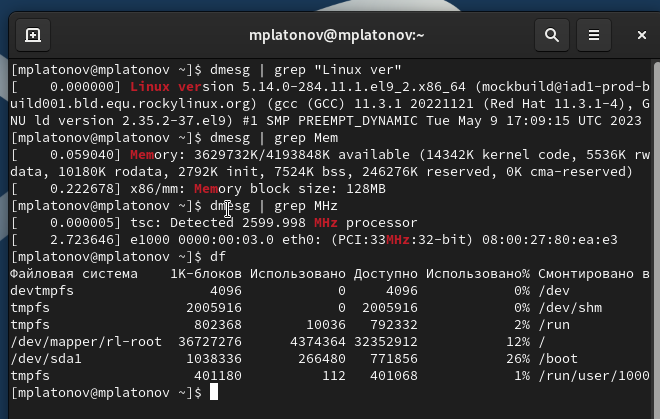 mplatonov@mplatonov:~
[mplatonov@mplatonov ~]$ dmesg | grep "Linux ver"
[    0.000000] Linux version 5.14.0-284.11.1.el9_2.x86_64 (mockbuild@iad1-prod-b
uild001.bld.equ.rockylinux.org) (gcc (GCC) 11.3.1 20221121 (Red Hat 11.3.1-4), G
NU ld version 2.35.2-37.el9) #1 SMP PREEMPT_DYNAMIC Tue May 9 17:09:15 UTC 2023
[mplatonov@mplatonov ~]$ dmesg | grep Mem
[    0.059040] Memory: 3629732K/4193848K available (14342K kernel code, 5536K rw
data, 10180K rodata, 2792K init, 7524K bss, 246276K reserved, 0K cma-reserved)
[    0.222678] x86/mm: Memory block size: 128MB
[mplatonov@mplatonov ~]$ dmesg | grep MHz
[    0.000005] tsc: Detected 2599.998 MHz processor
[    2.723646] e1000 0000:00:03.0 eth0: (PCI:33MHz:32-bit) 08:00:27:80:ea:e3
[mplatonov@mplatonov ~]$ df
Файловая система    1K-блоков Использовано Доступно Использовано% Cмонтировано в
devtmpfs                 4096            0     4096            0% /dev
tmpfs                 2005916            0  2005916            0% /dev/shm
tmpfs                  802368        10036   792332            2% /run
/dev/mapper/rl-root  36727276      4374364 32352912           12% /
/dev/sda1             1038336       266480   771856           26% /boot
tmpfs                  401180          112   401068            1% /run/user/1000
[mplatonov@mplatonov ~]$